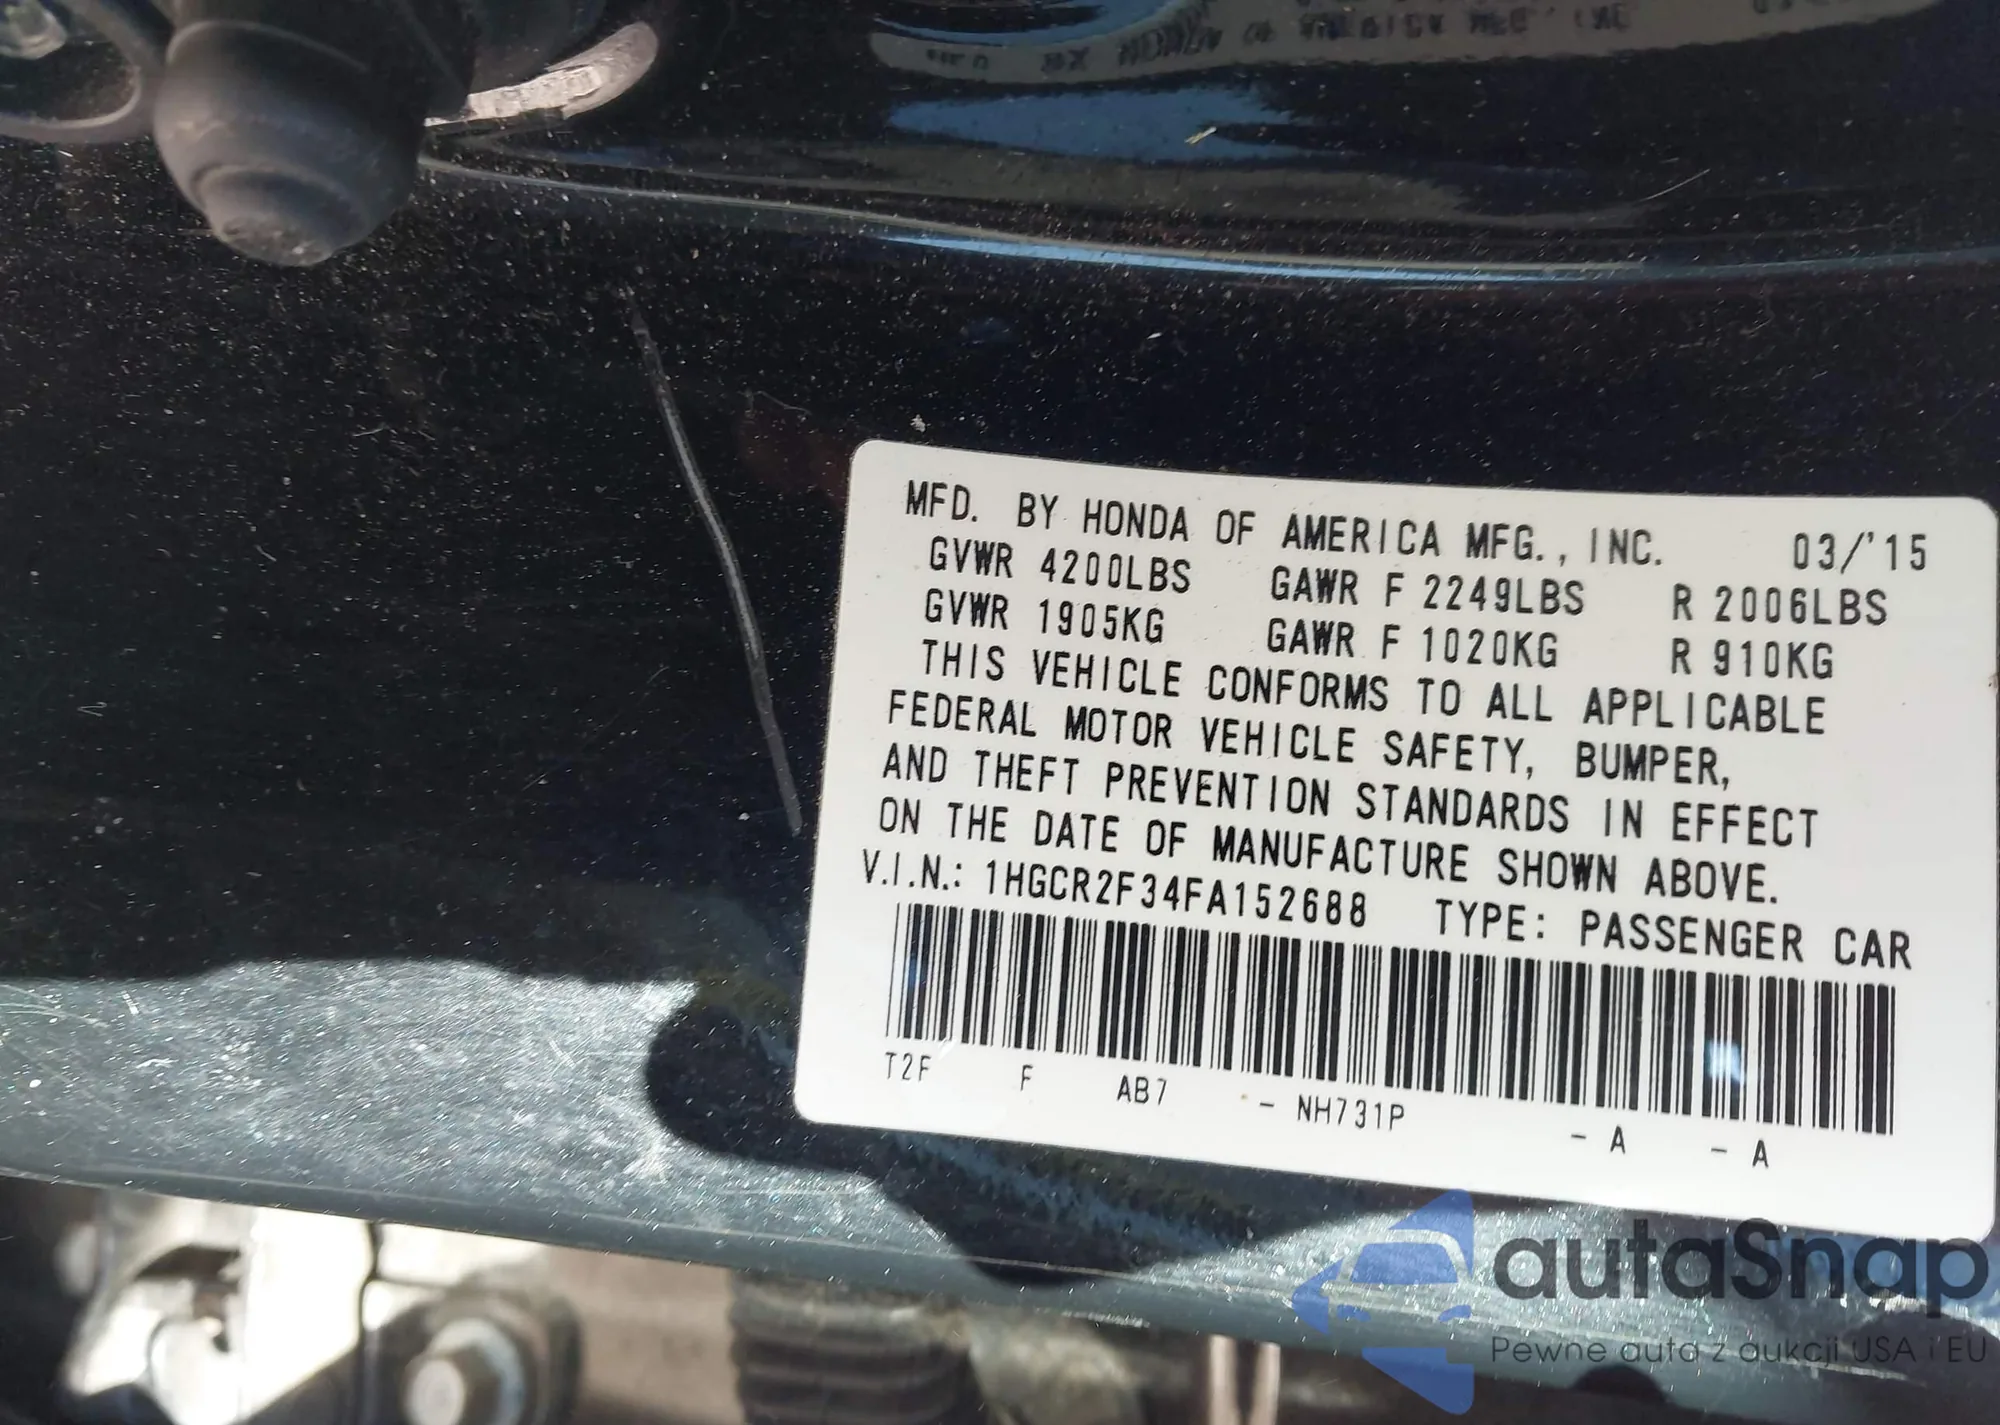 MFD. BY HONDA OF AMERICA MFG., INC. 03/'15
GVWR 4200LBS GAWR F 2249LBS R 2006LBS
GVWR 1905KG GAWR F 1020KG R 910KG
THIS VEHICLE CONFORMS TO ALL APPLICABLE
FEDERAL MOTOR VEHICLE SAFETY, BUMPER,
AND THEFT PREVENTION STANDARDS IN EFFECT
ON THE DATE OF MANUFACTURE SHOWN ABOVE.
V.I.N.: 1HGCR2F34FA152688 TYPE: PASSENGER CAR
T2F F AB7 - NH731P - A - A
autaSnap
Pewne auta z aukcji USA i EU